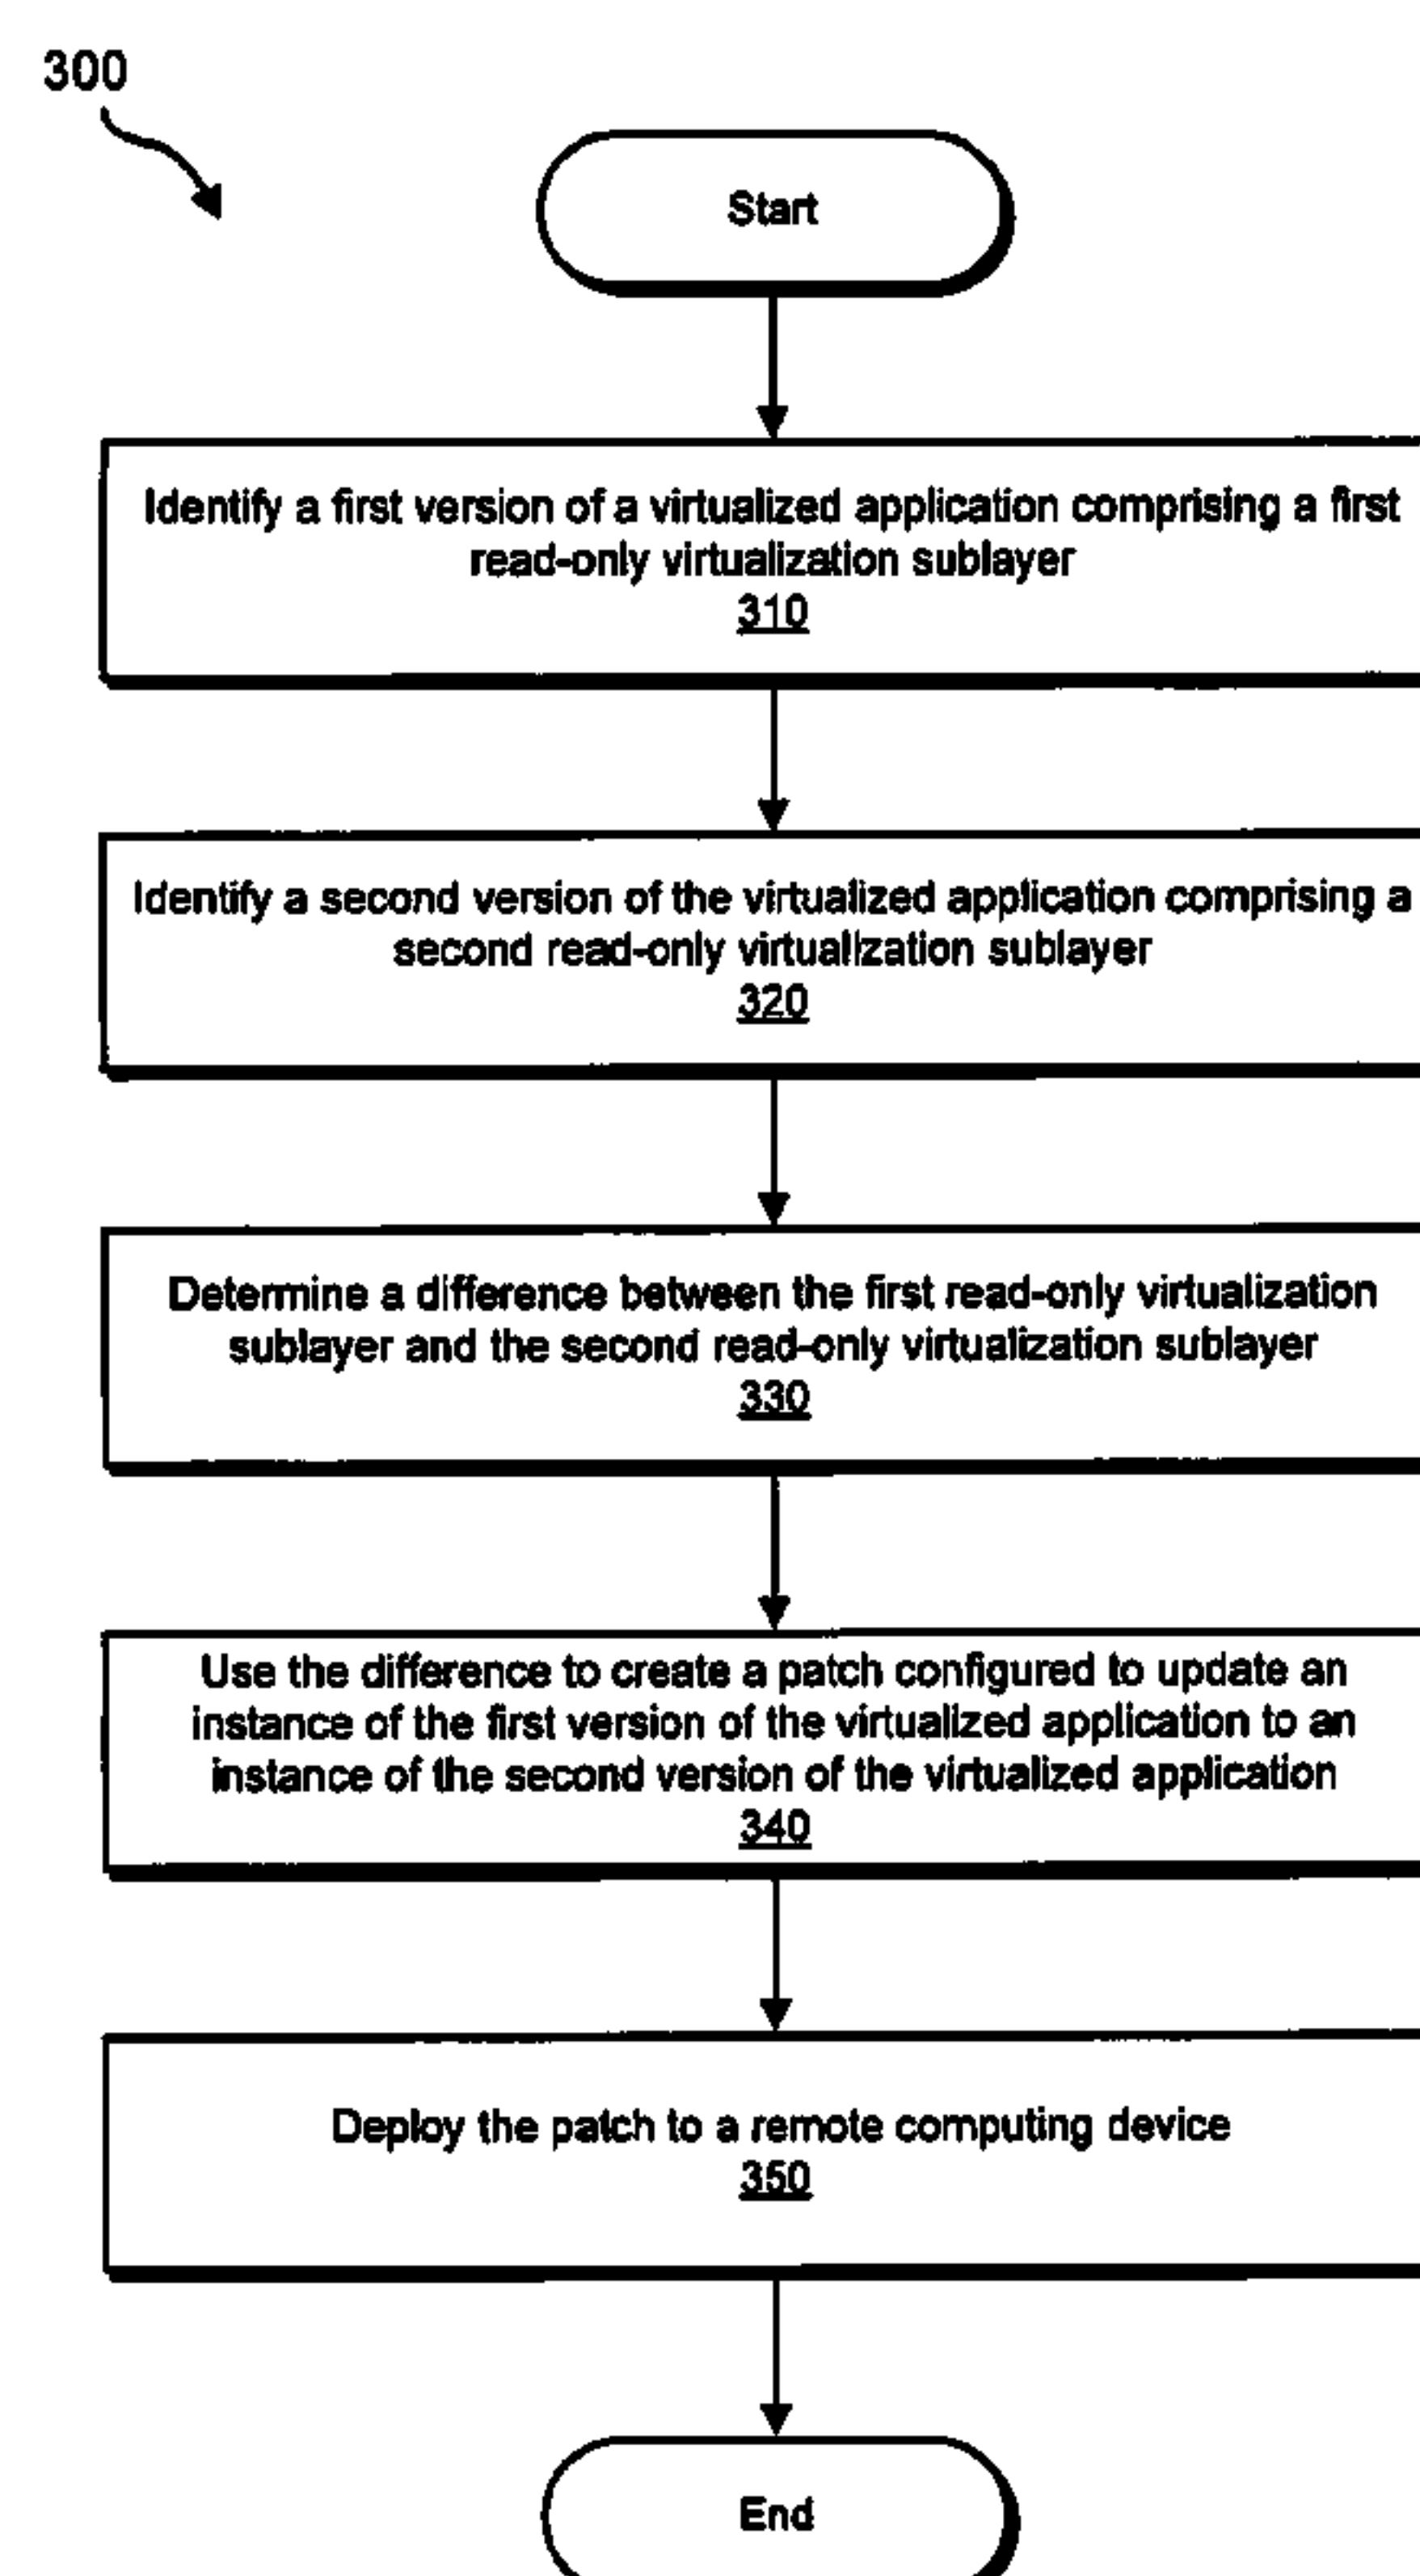 300
Start
Identify a first version of a virtualized application comprising a first
read-only virtualization sublayer
310
Identify a second version of the virtualized application comprising a
second read-only virtualization sublayer
320
Determine a difference between the first read-only virtualization
sublayer and the second read-only virtualization sublayer
330
Use the difference to create a patch configured to update an
instance of the first version of the virtualized application to an
instance of the second version of the virtualized application
340
Deploy the patch to a remote computing device
350
End